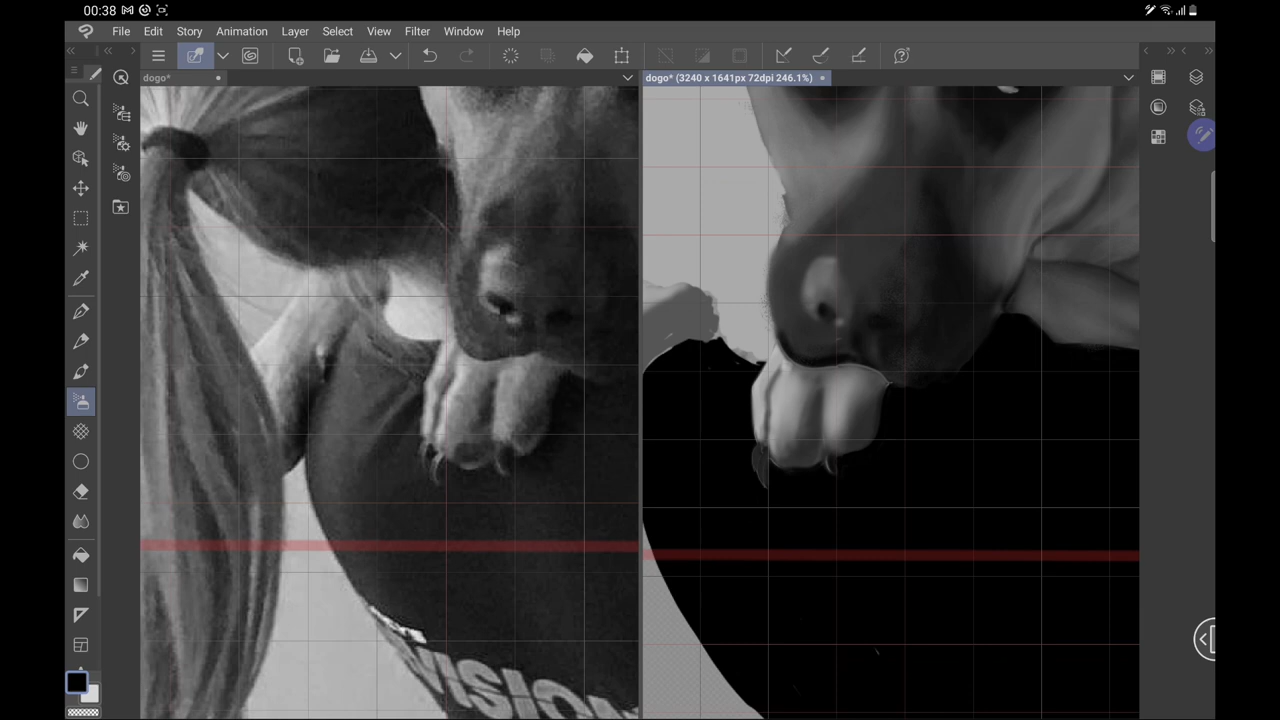 00:38
File Edit Story Animation Layer Select View Filter Window Help
dogo*
dogo* (3240 x 1641px 72dpi 246.1%)
VISION